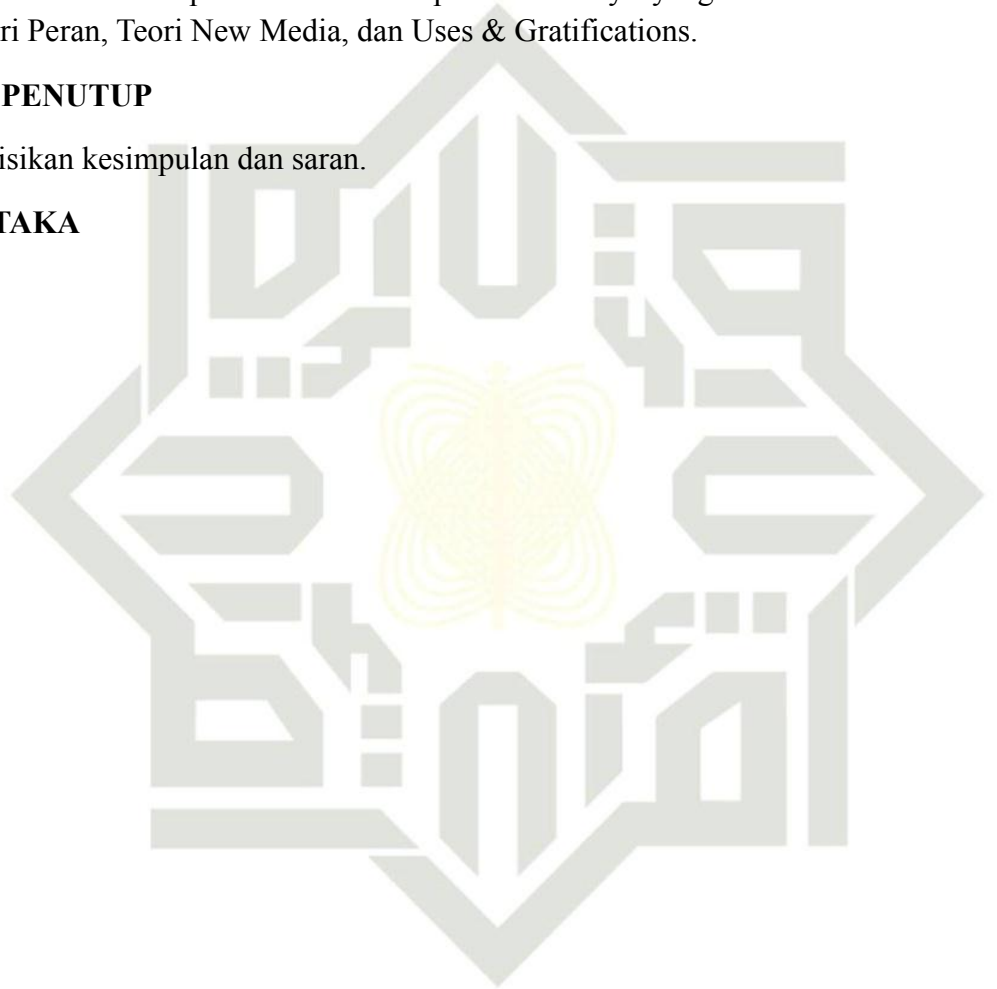 ri Peran, Teori New Media, dan Uses & Gratifications.
PENUTUP
isikan kesimpulan dan saran.
TAKA